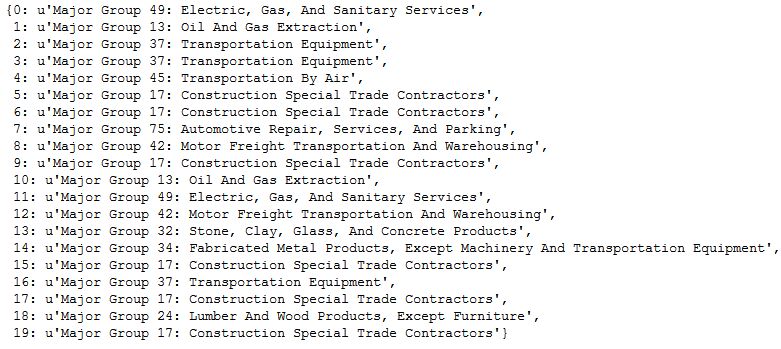 {0: u'Major Group 49: Electric, Gas, And Sanitary Services',
1: u'Major Group 13: Oil And Gas Extraction',
2: u'Major Group 37: Transportation Equipment',
3: u'Major Group 37: Transportation Equipment',
4: u'Major Group 45: Transportation By Air',
5: u'Major Group 17: Construction Special Trade Contractors',
6: u'Major Group 17: Construction Special Trade Contractors',
7: u'Major Group 75: Automotive Repair, Services, And Parking',
8: u'Major Group 42: Motor Freight Transportation And Warehousing',
9: u'Major Group 17: Construction Special Trade Contractors',
10: u'Major Group 13: Oil And Gas Extraction',
11: u'Major Group 49: Electric, Gas, And Sanitary Services',
12: u'Major Group 42: Motor Freight Transportation And Warehousing',
13: u'Major Group 32: Stone, Clay, Glass, And Concrete Products',
14: u'Major Group 34: Fabricated Metal Products, Except Machinery And Transportation Equipment',
15: u'Major Group 17: Construction Special Trade Contractors',
16: u'Major Group 37: Transportation Equipment',
17: u'Major Group 17: Construction Special Trade Contractors',
18: u'Major Group 24: Lumber And Wood Products, Except Furniture',
19: u'Major Group 17: Construction Special Trade Contractors'}